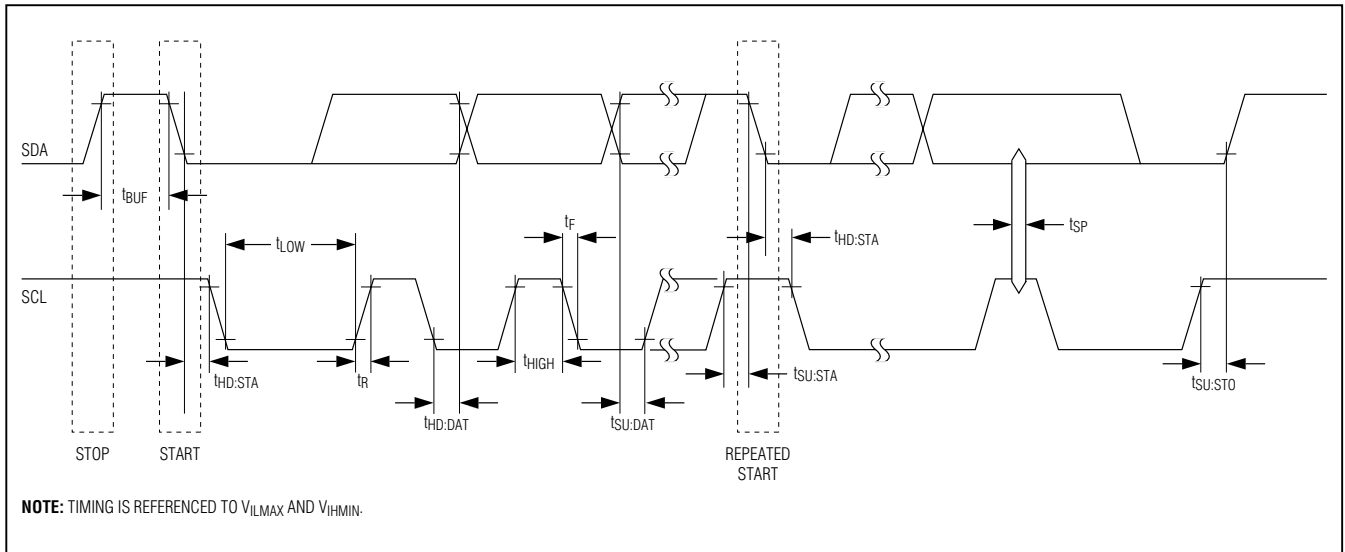 SDA
tBUF
tLOW
tF
tHD:STA
tSP
SCL
tHD:STA
tR
tHIGH
tHD:DAT
tSU:DAT
tSU:STA
tSU:STO
STOP
START
REPEATED
START
NOTE: TIMING IS REFERENCED TO VILMAX AND VIHMIN.